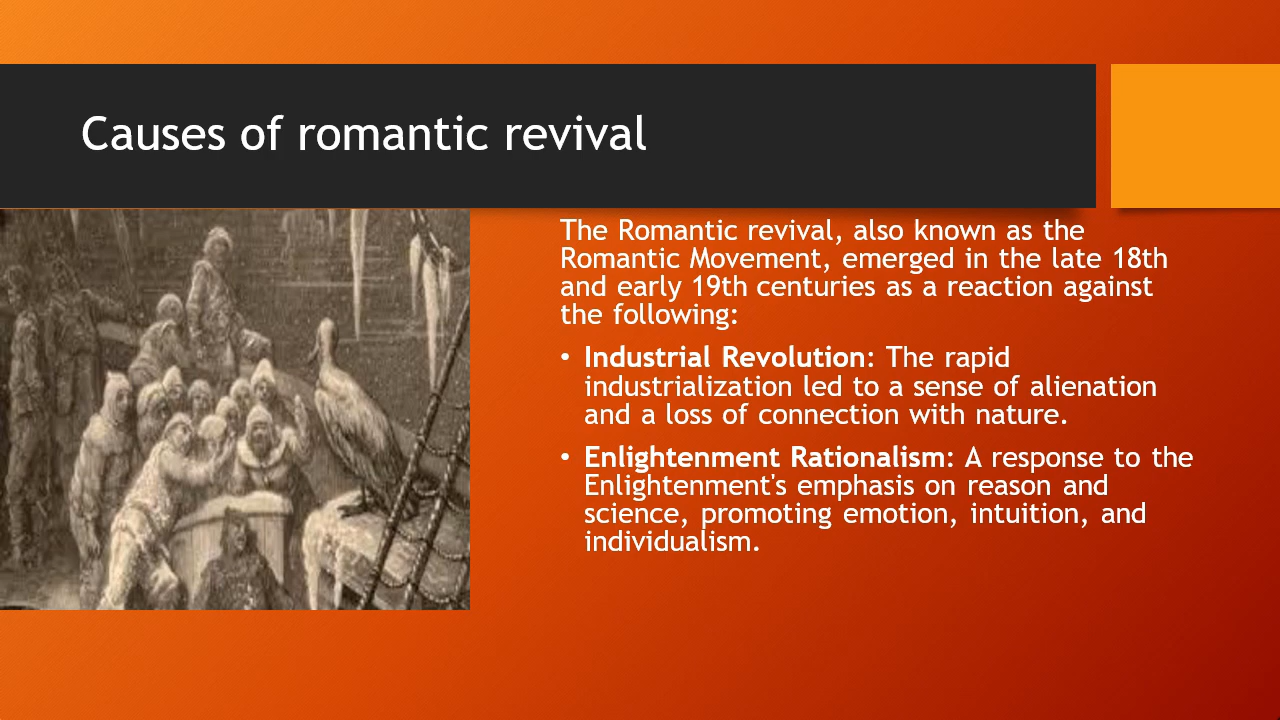 Causes of romantic revival
The Romantic revival, also known as the
Romantic Movement, emerged in the late 18th
and early 19th centuries as a reaction against
the following:
• Industrial Revolution: The rapid
industrialization led to a sense of alienation
and a loss of connection with nature.
• Enlightenment Rationalism: A response to the
Enlightenment's emphasis on reason and
science, promoting emotion, intuition, and
individualism.